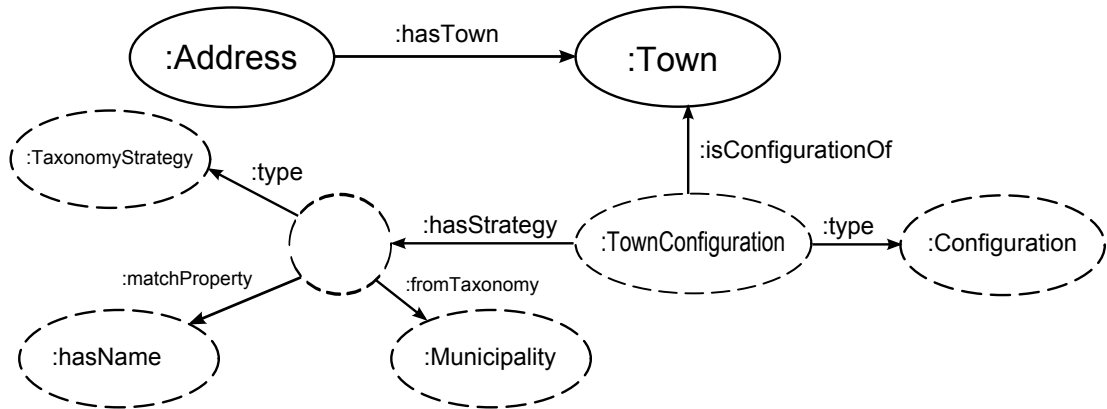 :hasTown
:Address
:Town
:isConfigurationOf
:TaxonomyStrategy
:type
:hasStrategy
:TownConfiguration
:type
:Configuration
:matchProperty
:fromTaxonomy
:hasName
:Municipality